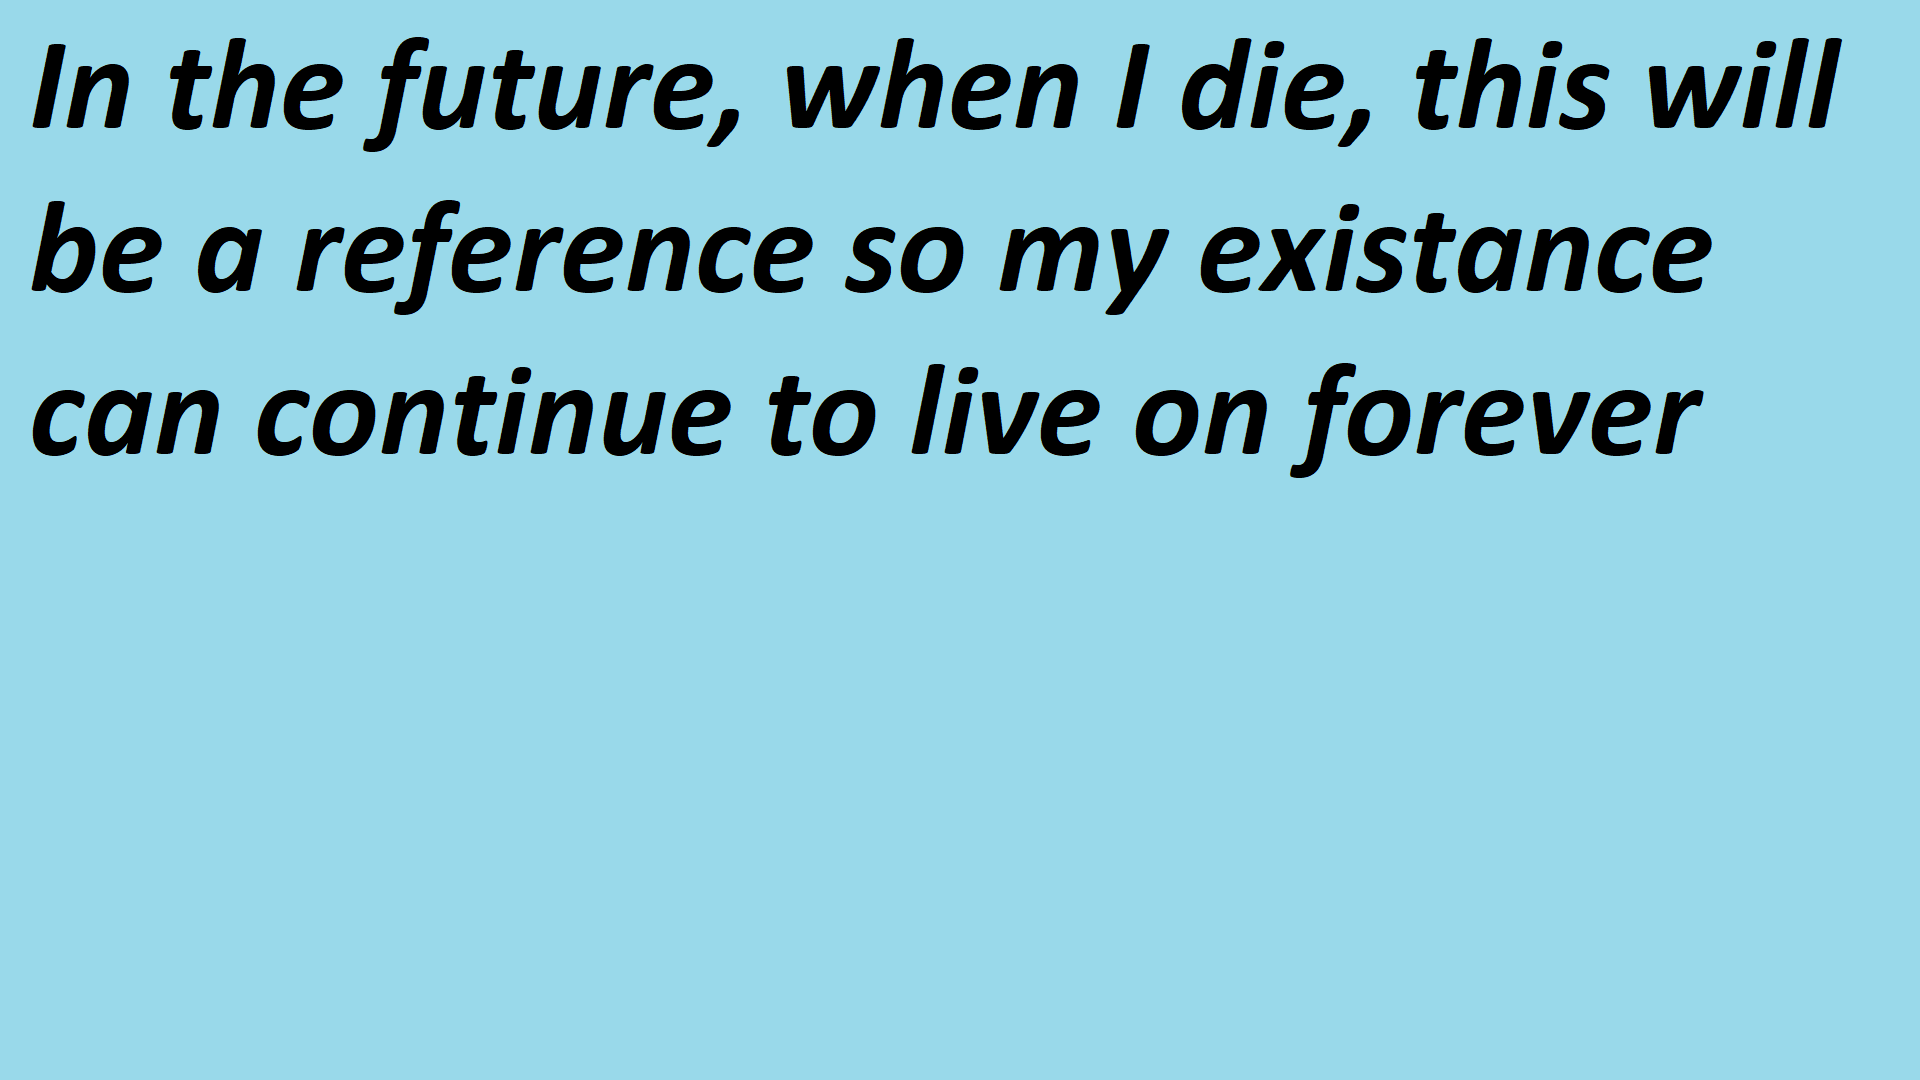 In the future, when I die, this will
be a reference so my existance
can continue to live on forever